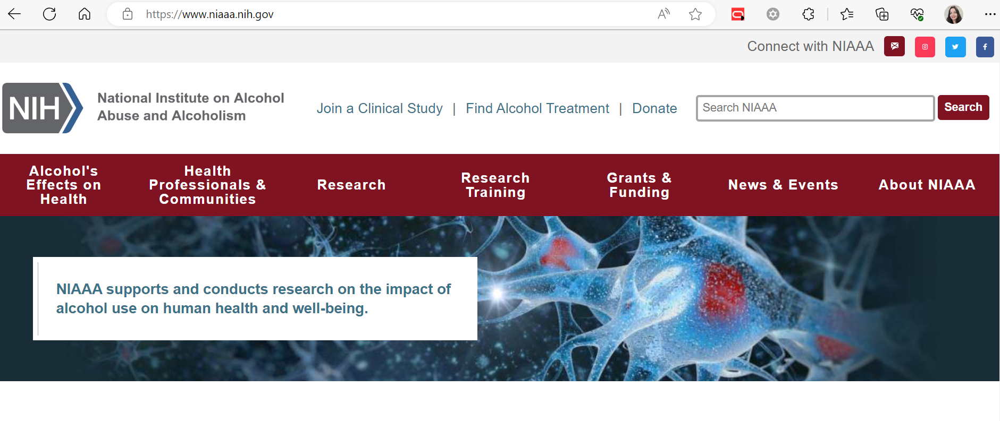 https://www.niaaa.nih.gov
Connect with NIAAA
NIH
National Institute on Alcohol
Abuse and Alcoholism
Join a Clinical Study | Find Alcohol Treatment | Donate
Search NIAAA
Search
Alcohol's
Effects on
Health
Health
Professionals &
Communities
Research
Research
Training
Grants &
Funding
News & Events
About NIAAA
NIAAA supports and conducts research on the impact of
alcohol use on human health and well-being.